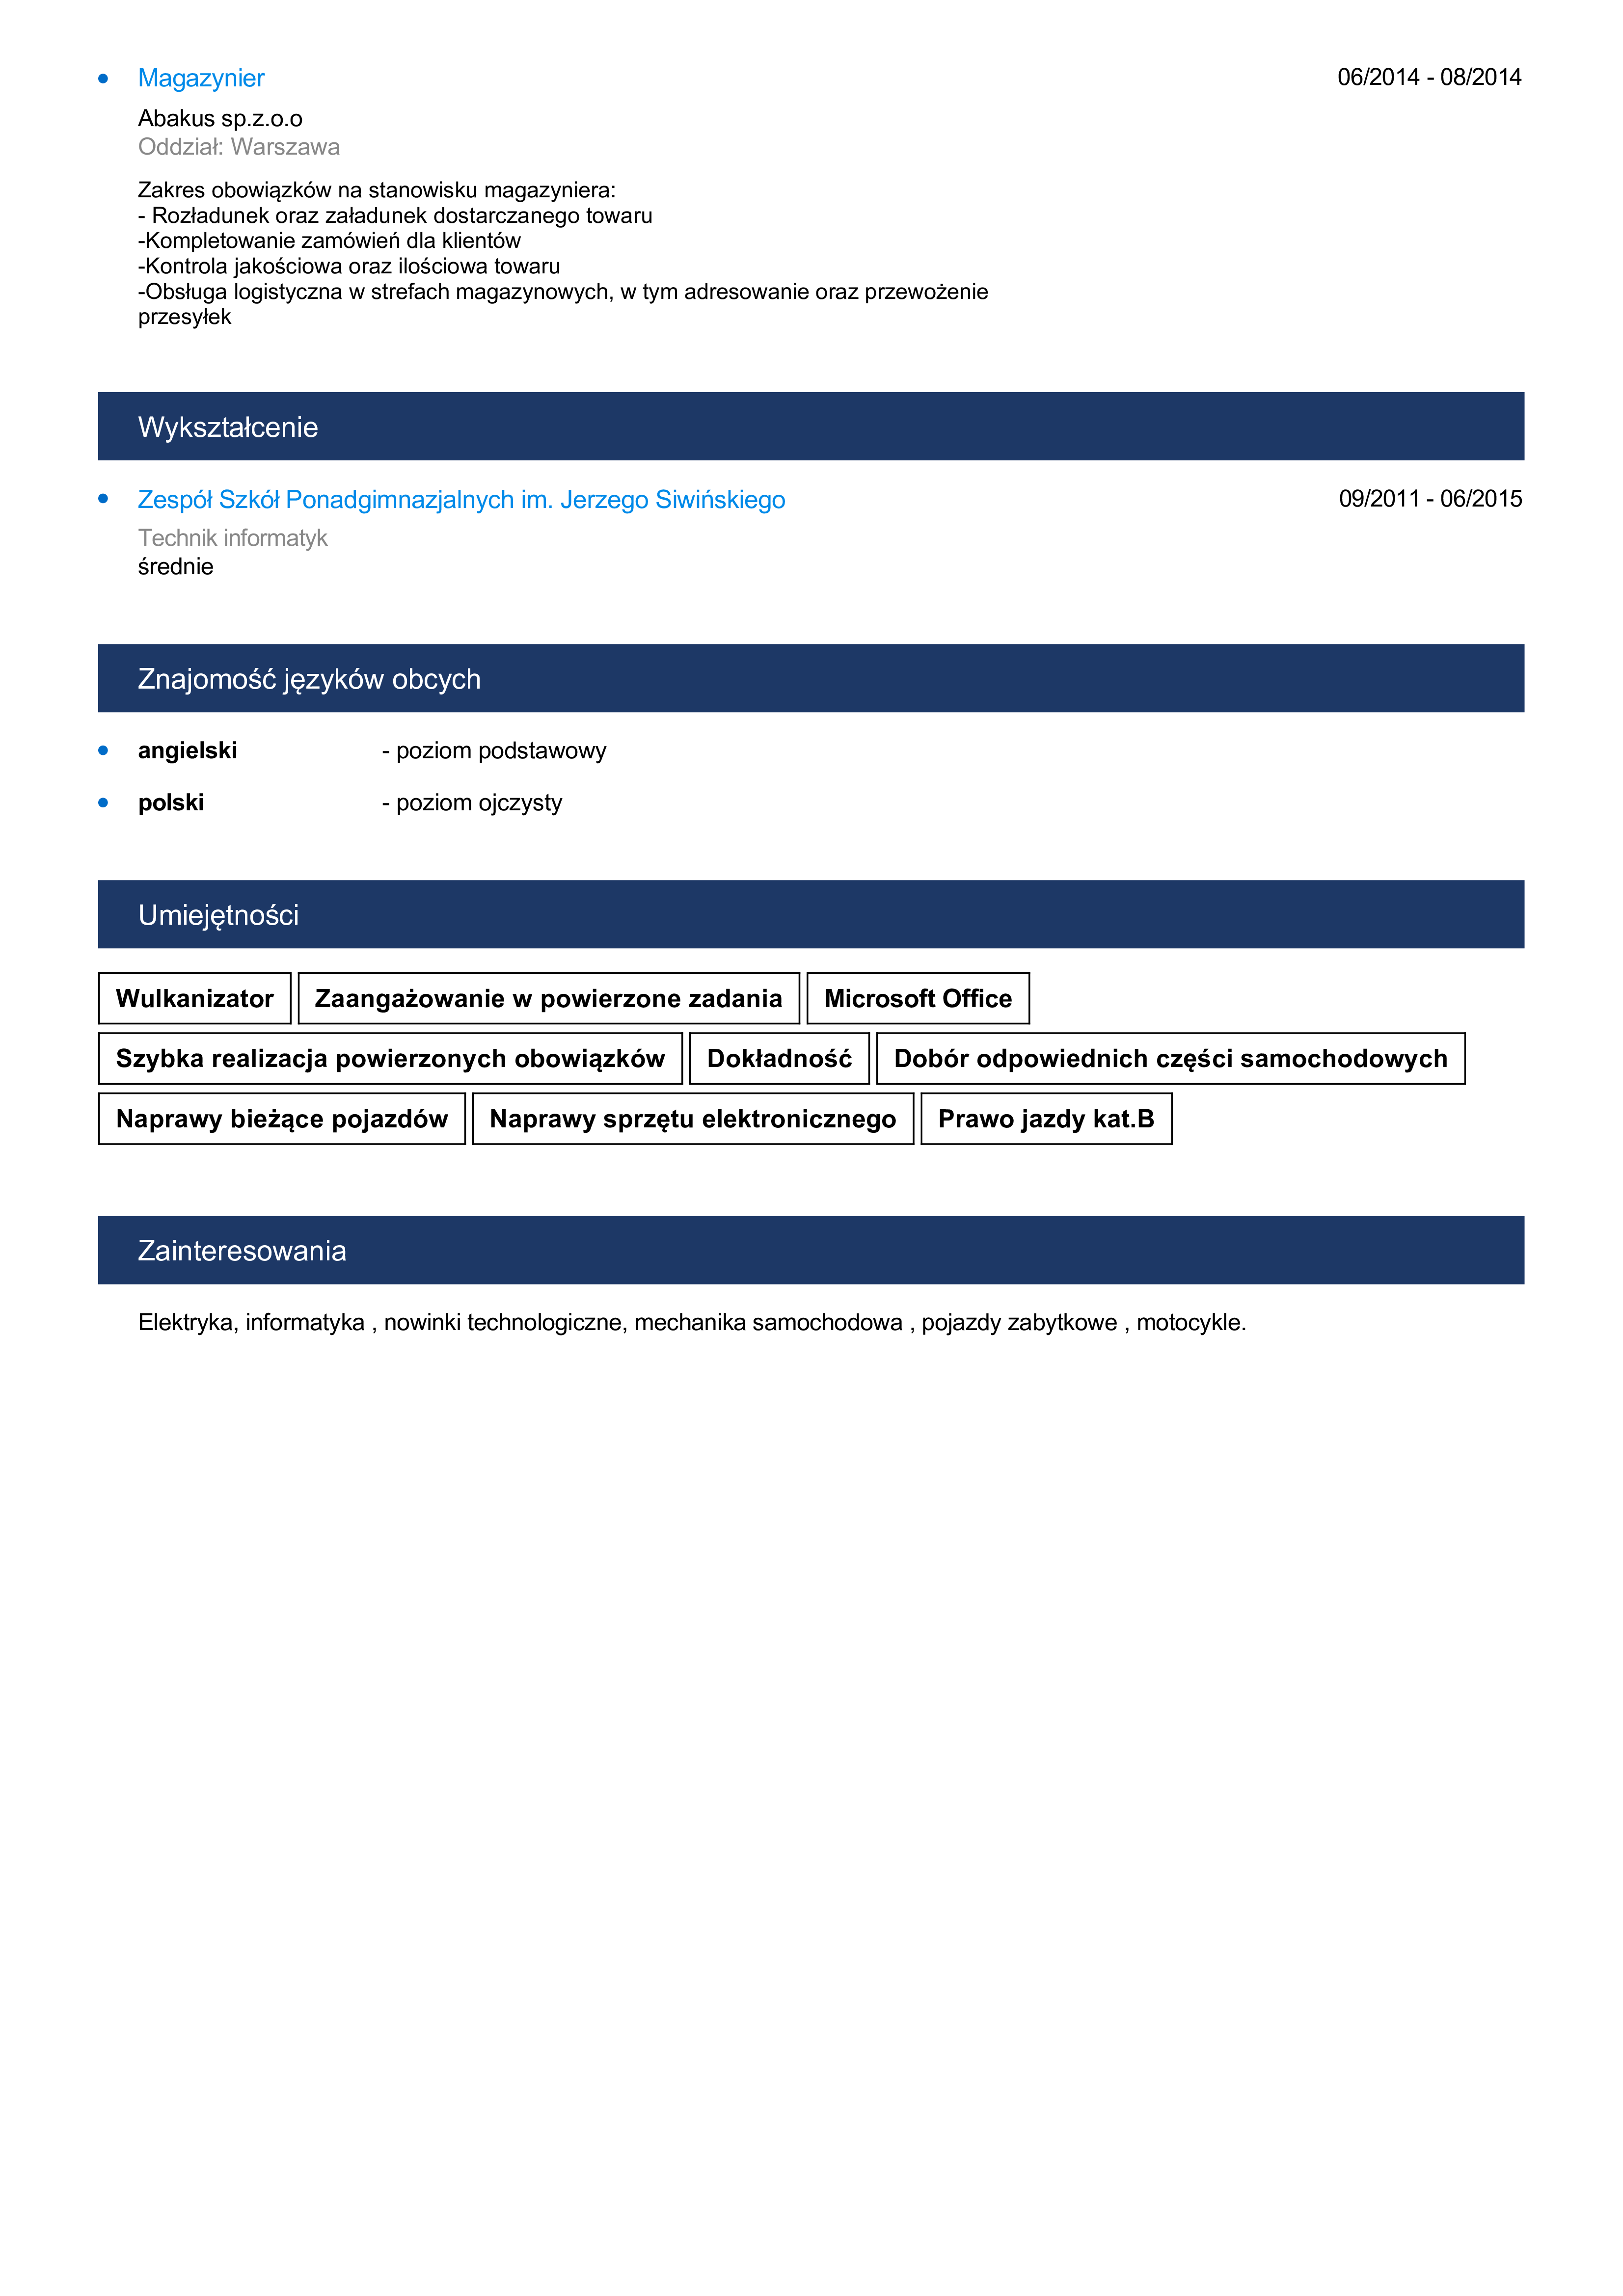 Magazynier 06/2014 - 08/2014
Abakus sp.z.o.o
Oddział: Warszawa
Zakres obowiązków na stanowisku magazyniera:
- Rozładunek oraz załadunek dostarczanego towaru
-Kompletowanie zamówień dla klientów
-Kontrola jakościowa oraz ilościowa towaru
-Obsługa logistyczna w strefach magazynowych, w tym adresowanie oraz przewożenie
przesyłek
Wykształcenie
Zespół Szkół Ponadgimnazjalnych im. Jerzego Siwińskiego 09/2011 - 06/2015
Technik informatyk
średnie
Znajomość języków obcych
angielski - poziom podstawowy
polski - poziom ojczysty
Umiejętności
Wulkanizator Zaangażowanie w powierzone zadania Microsoft Office
Szybka realizacja powierzonych obowiązków Dokładność Dobór odpowiednich części samochodowych
Naprawy bieżące pojazdów Naprawy sprzętu elektronicznego Prawo jazdy kat.B
Zainteresowania
Elektryka, informatyka , nowinki technologiczne, mechanika samochodowa , pojazdy zabytkowe , motocykle.